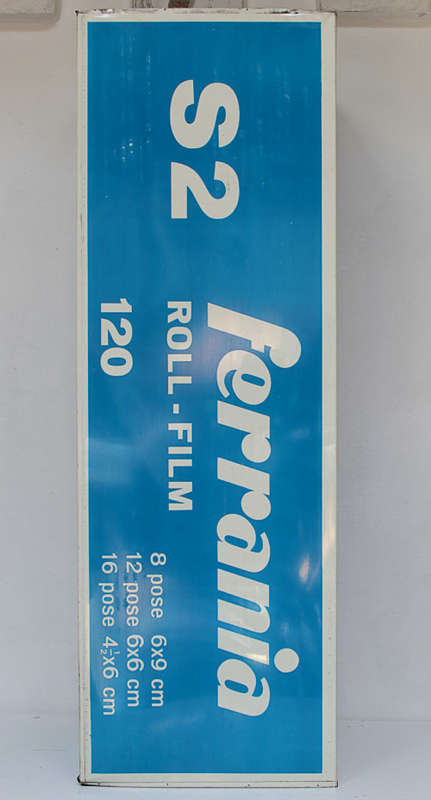 S2
ferrania
ROLL-FILM
120
8 pose 6x9 cm
12 pose 6x6 cm
16 pose 4½x6 cm